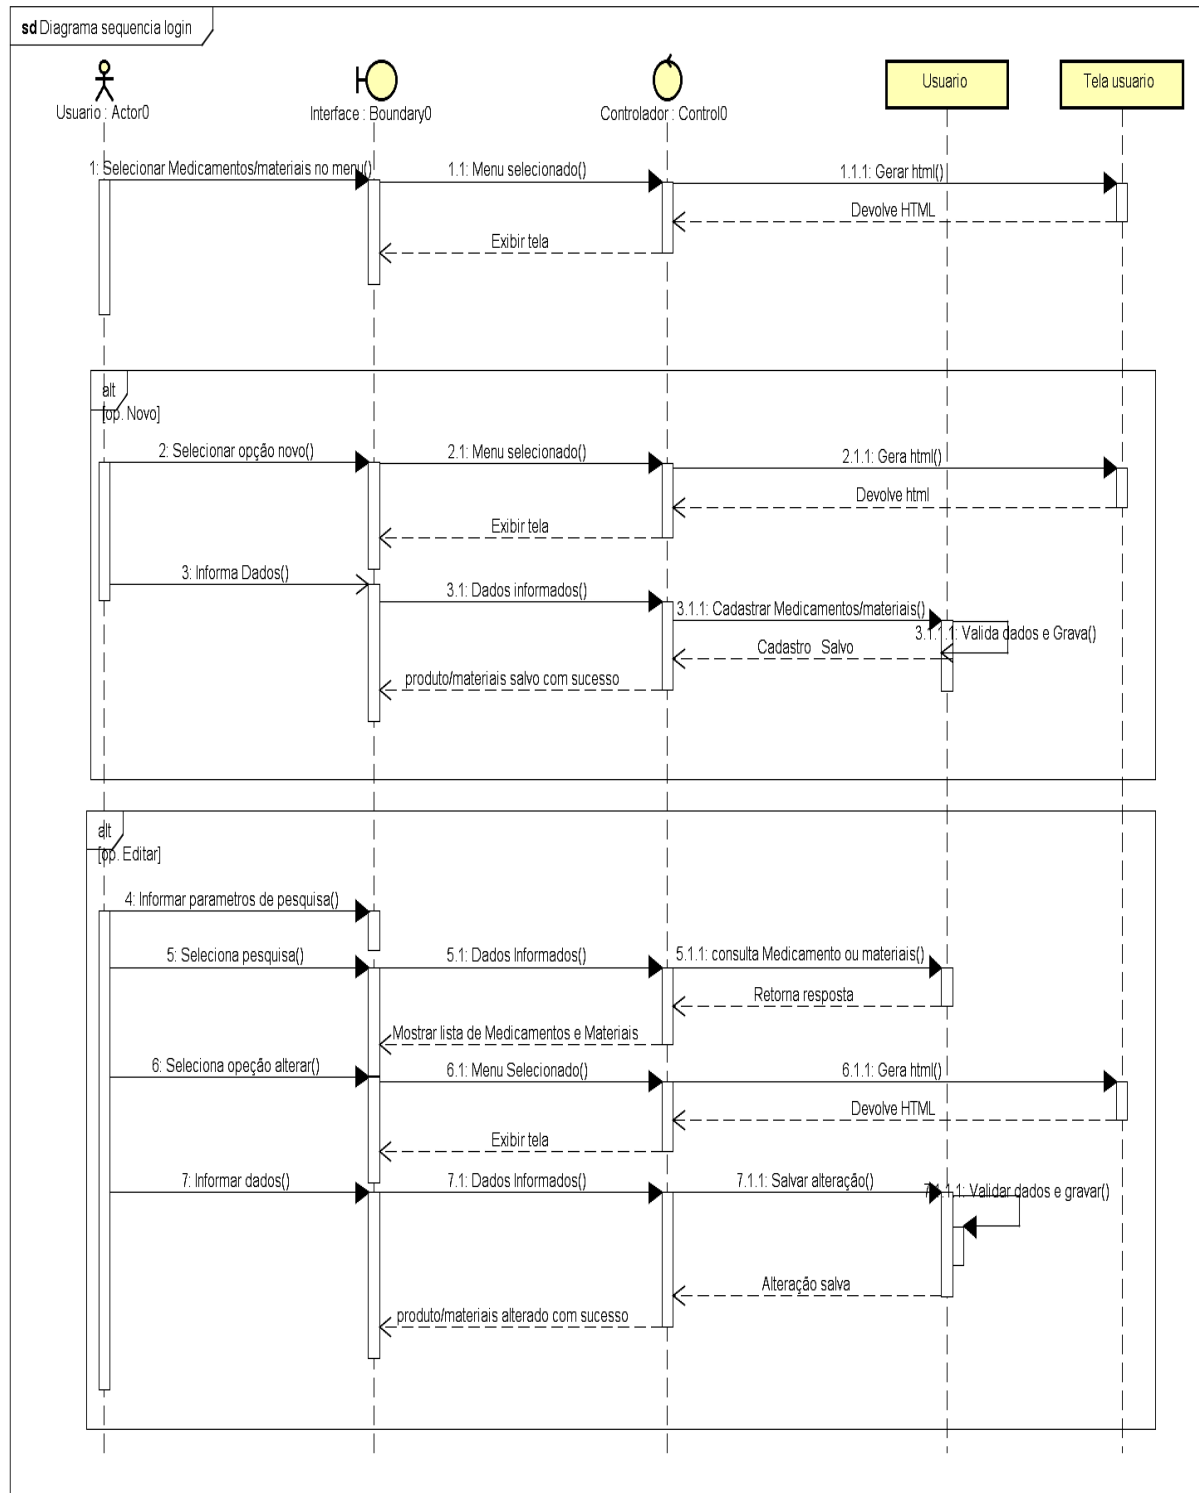 sd Diagrama sequencia login
Usuario : Actor0
Interface : Boundary0
Controlador : Control0
Usuario
Tela usuario
1: Selecionar Medicamentos/materiais no menu()
1.1: Menu selecionado()
1.1.1: Gerar html()
Devolve HTML
Exibir tela
alt
[op. Novo]
2: Selecionar opção novo()
2.1: Menu selecionado()
2.1.1: Gera html()
Devolve html
Exibir tela
3: Informa Dados()
3.1: Dados informados()
3.1.1: Cadastrar Medicamentos/materiais()
3.1.1.1: Valida dados e Grava()
Cadastro Salvo
produto/materiais salvo com sucesso
alt
[op. Editar]
4: Informar parametros de pesquisa()
5: Seleciona pesquisa()
5.1: Dados Informados()
5.1.1: consulta Medicamento ou materiais()
Retorna resposta
Mostrar lista de Medicamentos e Materiais
6: Seleciona opeção alterar()
6.1: Menu Selecionado()
6.1.1: Gera html()
Devolve HTML
Exibir tela
7: Informar dados()
7.1: Dados Informados()
7.1.1: Salvar alteração()
7.1.1.1: Validar dados e gravar()
Alteração salva
produto/materiais alterado com sucesso